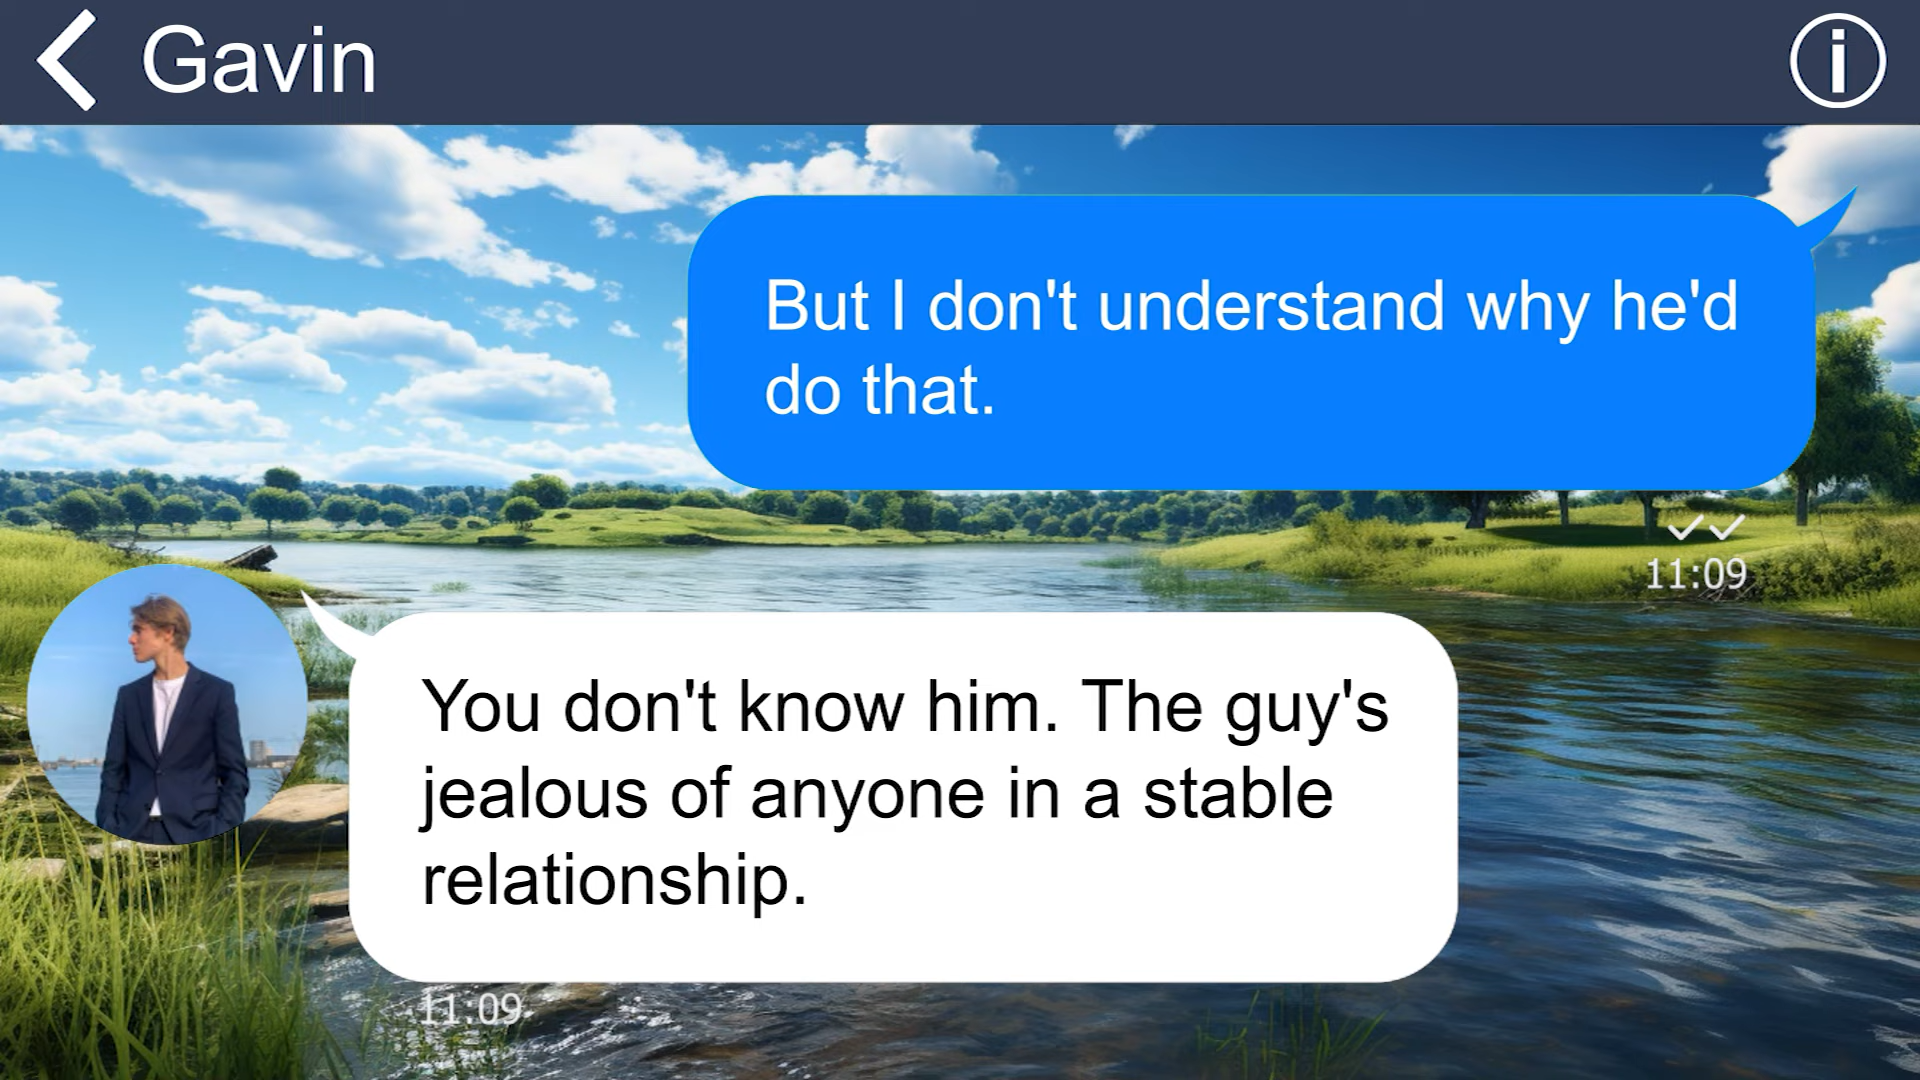 Gavin
But I don't understand why he'd
do that.
11:09
You don't know him. The guy's
jealous of anyone in a stable
relationship.
11:09